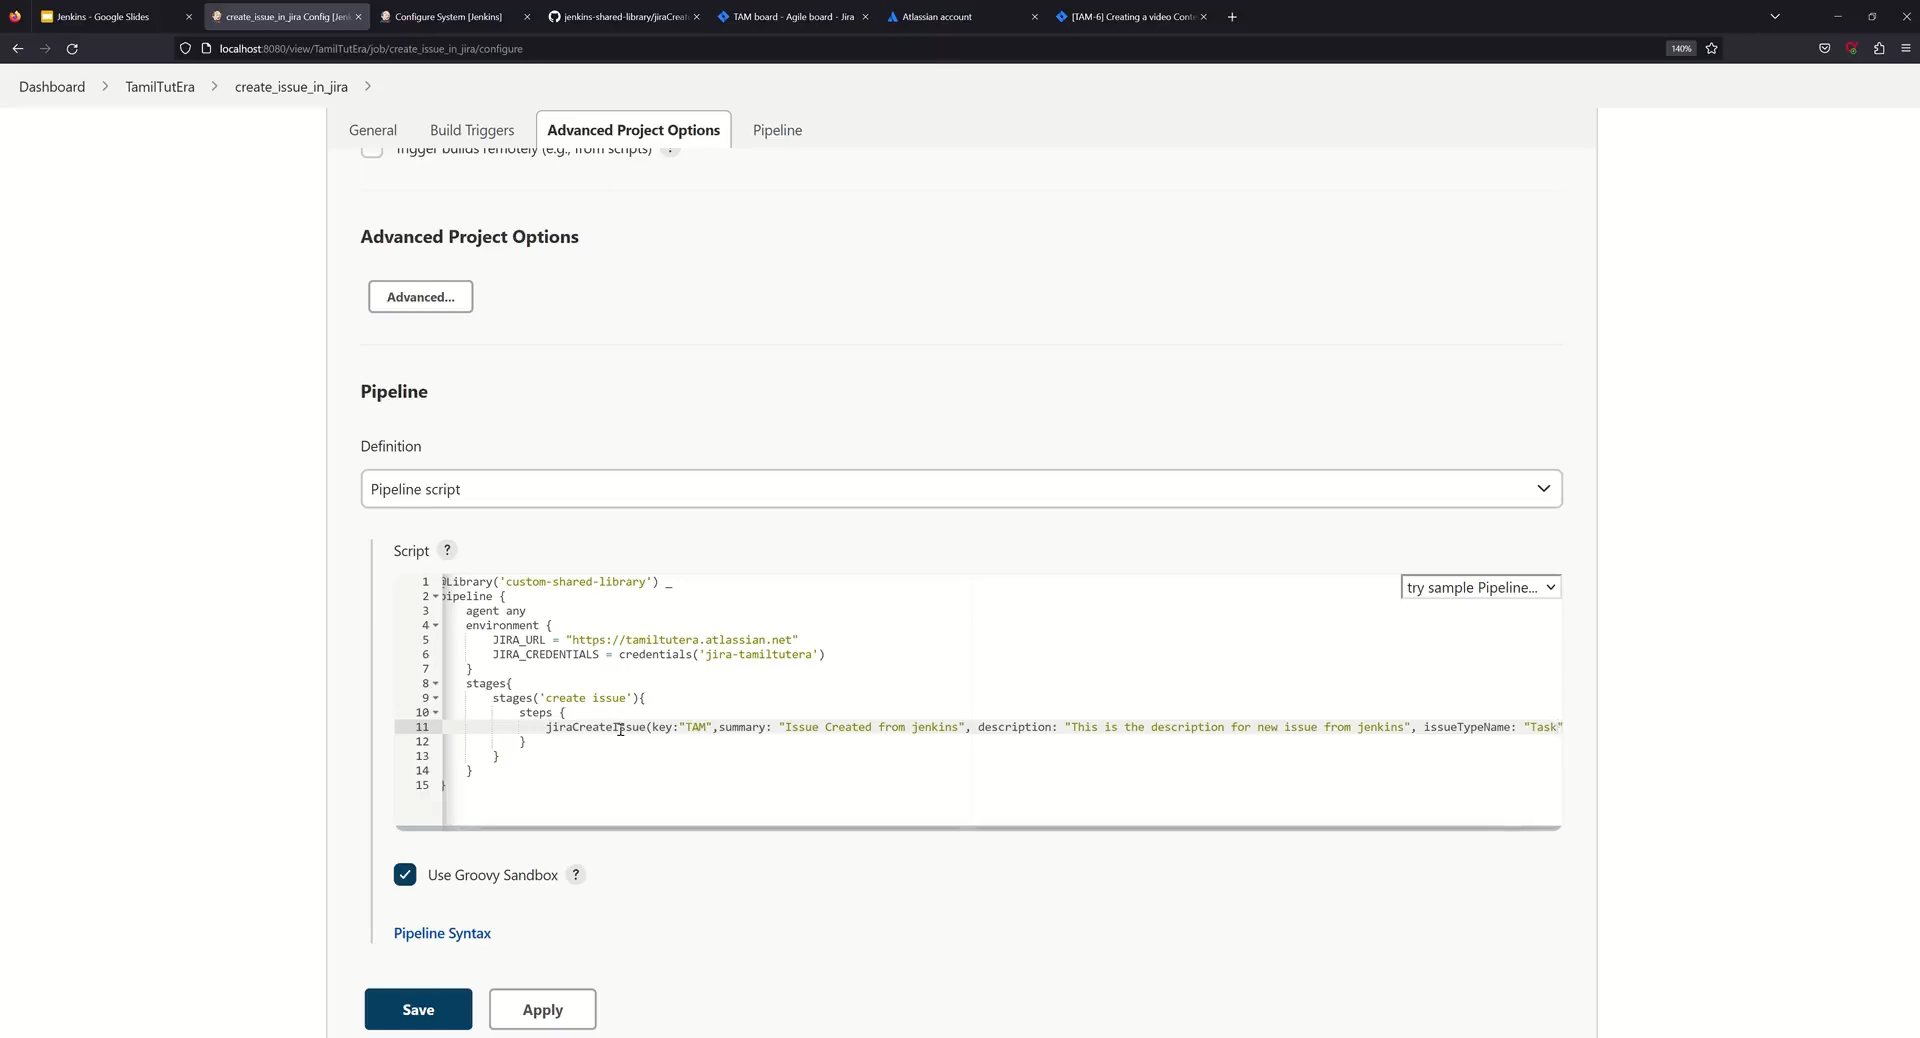 Jenkins - Google Slides
create_issue_in_jira Config [Jen
Configure System [Jenkins]
jenkins-shared-library/jiraCreat
TAM board - Agile board - Jira
Atlassian account
[TAM-6] Creating a video Cont
localhost:8080/view/TamilTutEra/job/create_issue_in_jira/configure
140%
Dashboard
TamilTutEra
create_issue_in_jira
General
Build Triggers
Advanced Project Options
Pipeline
Trigger builds remotely (e.g., from scripts) ?
Advanced Project Options
Advanced...
Pipeline
Definition
Pipeline script
Script ?
try sample Pipeline...
1 @Library('custom-shared-library') _
2 pipeline {
3 agent any
4 environment {
5 JIRA_URL = "https://tamiltutera.atlassian.net"
6 JIRA_CREDENTIALS = credentials('jira-tamiltutera')
7 }
8 stages{
9 stages('create issue'){
10 steps {
11 jiraCreateIssue(key:"TAM",summary: "Issue Created from jenkins", description: "This is the description for new issue from jenkins", issueTypeName: "Task"
12 }
13 }
14 }
15 }
Use Groovy Sandbox ?
Pipeline Syntax
Save
Apply